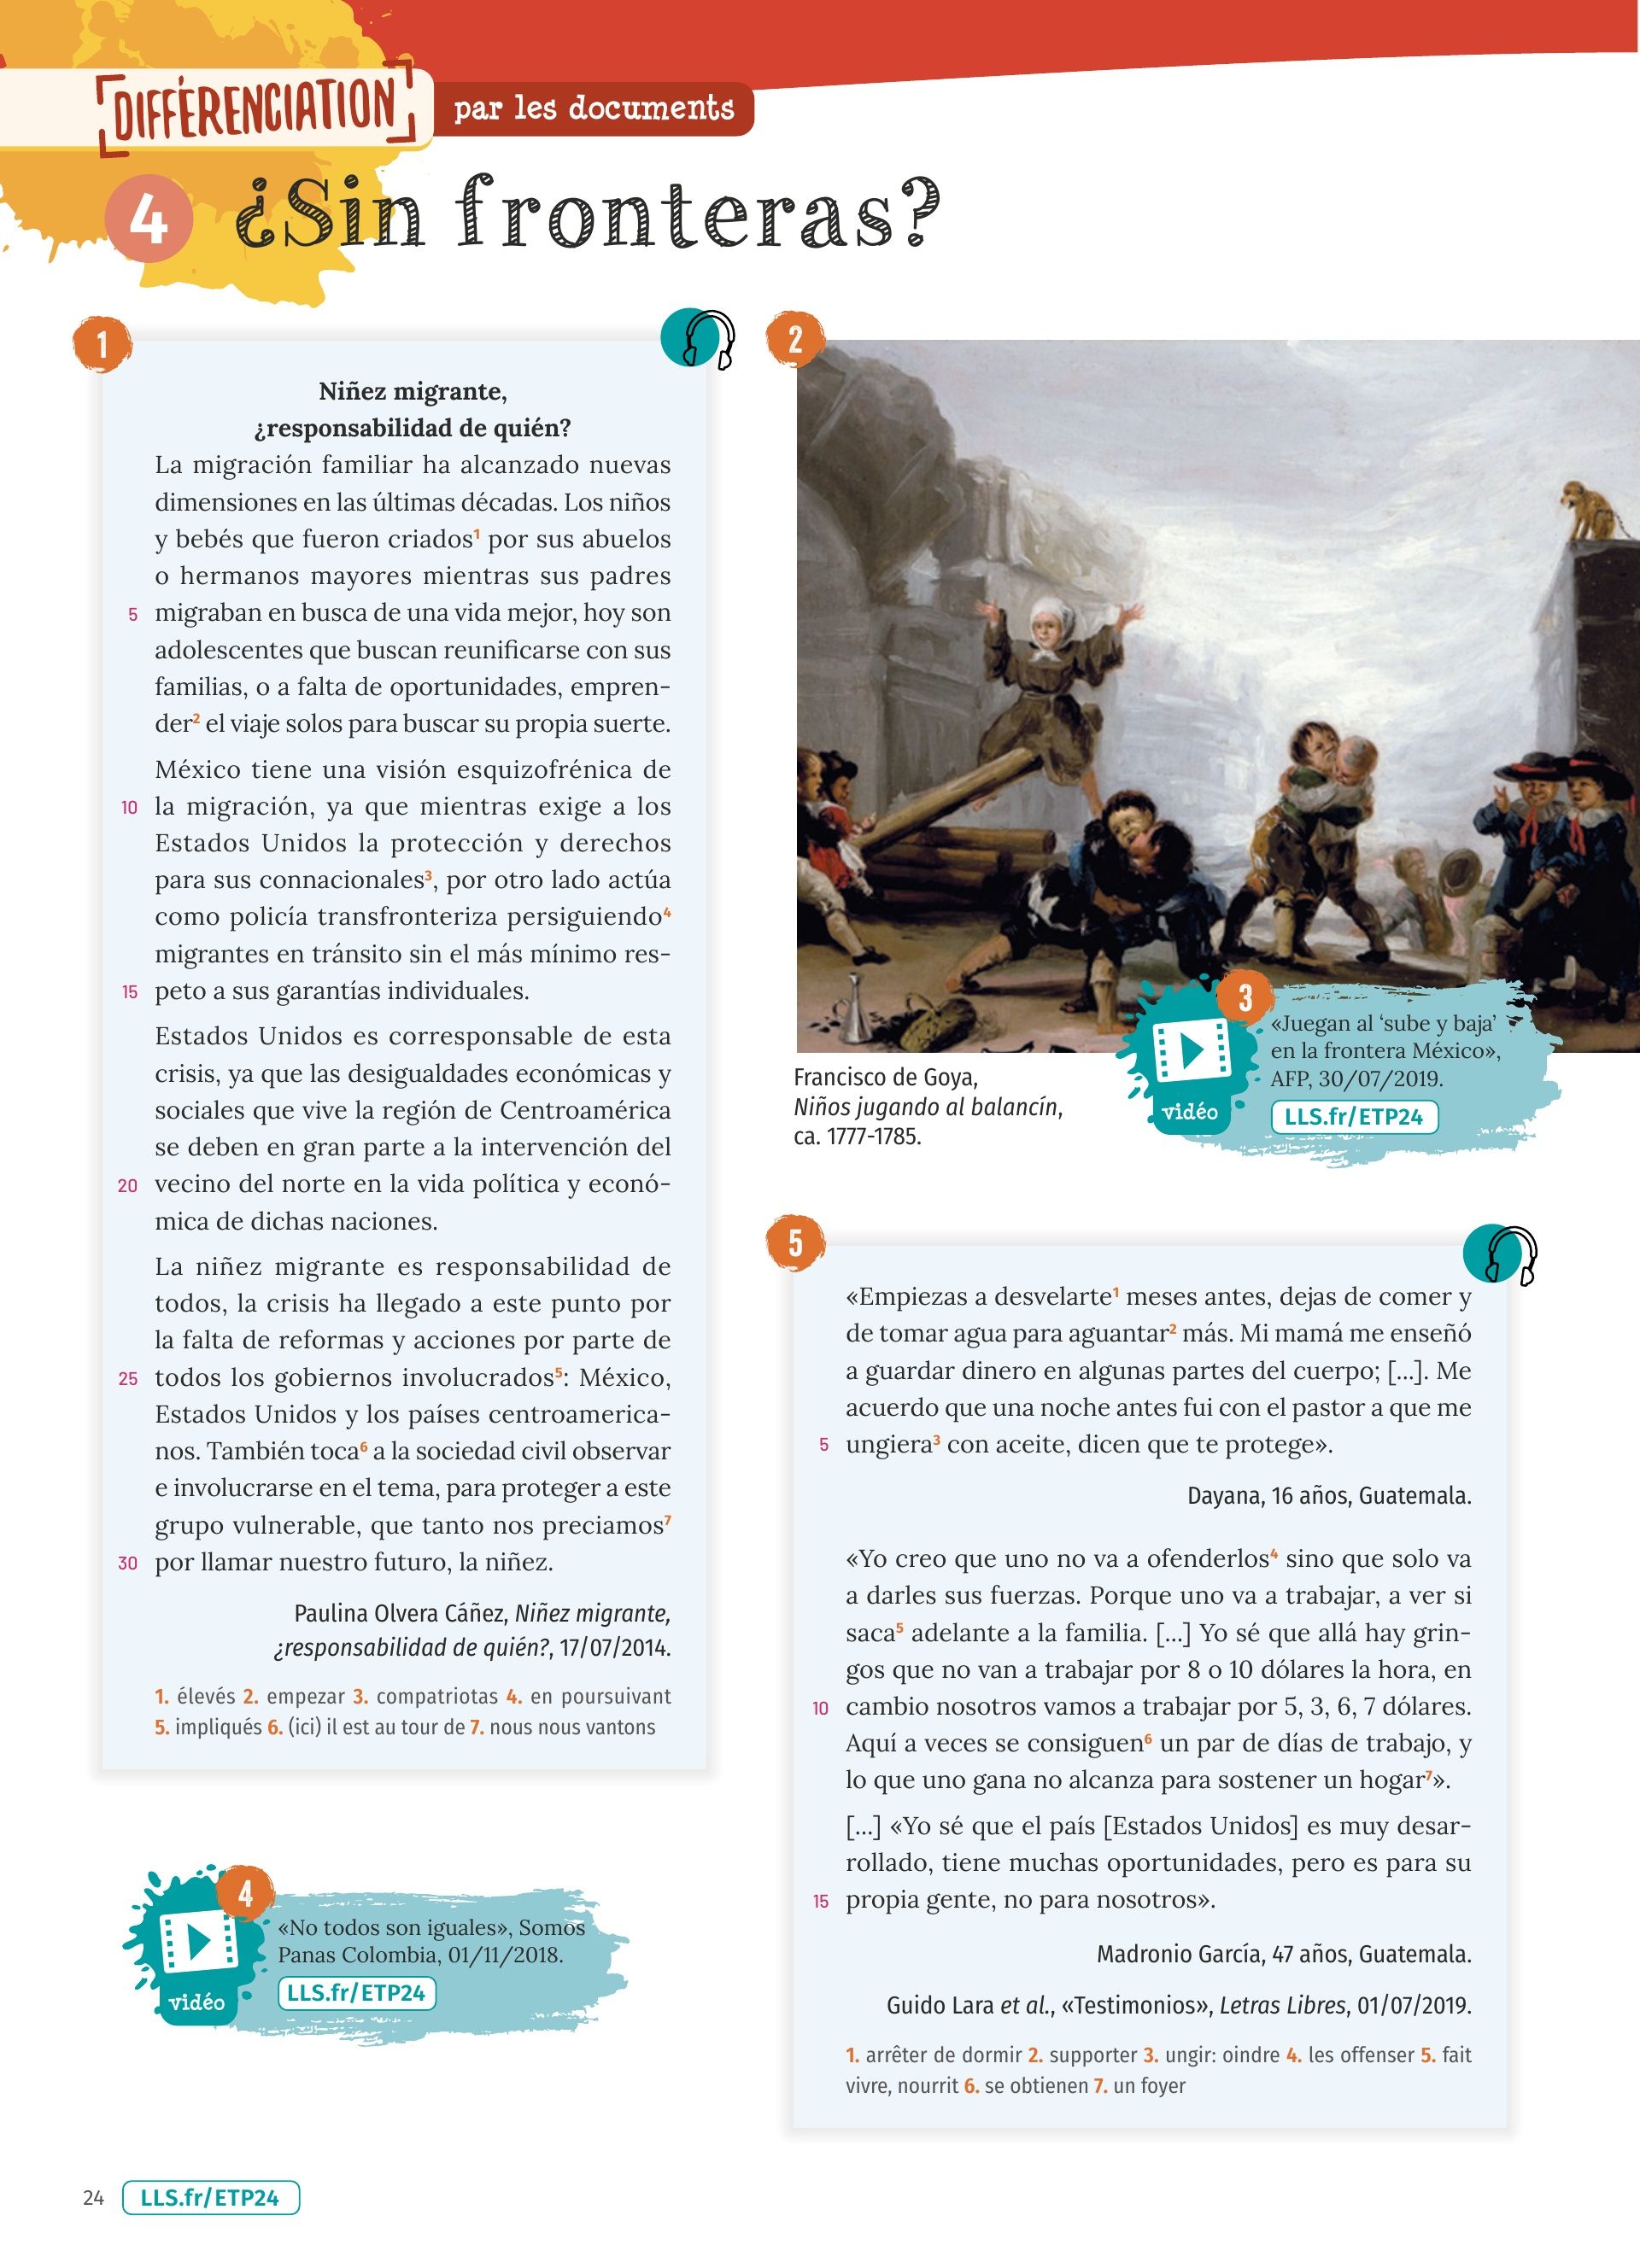 DIFFÉRENCIATION par les documents
4 ¿Sin fronteras?
1
Niñez migrante,
¿responsabilidad de quién?
La migración familiar ha alcanzado nuevas
dimensiones en las últimas décadas. Los niños
y bebés que fueron criados1 por sus abuelos
o hermanos mayores mientras sus padres
5 migraban en busca de una vida mejor, hoy son
adolescentes que buscan reunificarse con sus
familias, o a falta de oportunidades, empren-
der2 el viaje solos para buscar su propia suerte.
México tiene una visión esquizofrénica de
10 la migración, ya que mientras exige a los
Estados Unidos la protección y derechos
para sus connacionales3, por otro lado actúa
como policía transfronteriza persiguiendo4
migrantes en tránsito sin el más mínimo res-
15 peto a sus garantías individuales.
Estados Unidos es corresponsable de esta
crisis, ya que las desigualdades económicas y
sociales que vive la región de Centroamérica
se deben en gran parte a la intervención del
20 vecino del norte en la vida política y econó-
mica de dichas naciones.
La niñez migrante es responsabilidad de
todos, la crisis ha llegado a este punto por
la falta de reformas y acciones por parte de
25 todos los gobiernos involucrados5: México,
Estados Unidos y los países centroamerica-
nos. También toca6 a la sociedad civil observar
e involucrarse en el tema, para proteger a este
grupo vulnerable, que tanto nos preciamos7
30 por llamar nuestro futuro, la niñez.
Paulina Olvera Cáñez, Niñez migrante,
¿responsabilidad de quién?, 17/07/2014.
1. élevés 2. empezar 3. compatriotas 4. en poursuivant
5. impliqués 6. (ici) il est au tour de 7. nous nous vantons
2
Francisco de Goya,
Niños jugando al balancín,
ca. 1777-1785.
3
vidéo
«Juegan al ‘sube y baja’
en la frontera México»,
AFP, 30/07/2019.
LLS.fr/ETP24
4
vidéo
«No todos son iguales», Somos
Panas Colombia, 01/11/2018.
LLS.fr/ETP24
5
«Empiezas a desvelarte1 meses antes, dejas de comer y
de tomar agua para aguantar2 más. Mi mamá me enseñó
a guardar dinero en algunas partes del cuerpo; [...]. Me
acuerdo que una noche antes fui con el pastor a que me
5 ungiera3 con aceite, dicen que te protege».
Dayana, 16 años, Guatemala.
«Yo creo que uno no va a ofenderlos4 sino que solo va
a darles sus fuerzas. Porque uno va a trabajar, a ver si
saca5 adelante a la familia. [...] Yo sé que allá hay grin-
gos que no van a trabajar por 8 o 10 dólares la hora, en
10 cambio nosotros vamos a trabajar por 5, 3, 6, 7 dólares.
Aquí a veces se consiguen6 un par de días de trabajo, y
lo que uno gana no alcanza para sostener un hogar7».
[...] «Yo sé que el país [Estados Unidos] es muy desar-
rollado, tiene muchas oportunidades, pero es para su
15 propia gente, no para nosotros».
Madronio García, 47 años, Guatemala.
Guido Lara et al., «Testimonios», Letras Libres, 01/07/2019.
1. arrêter de dormir 2. supporter 3. ungir: oindre 4. les offenser 5. fait
vivre, nourrit 6. se obtienen 7. un foyer
24 LLS.fr/ETP24